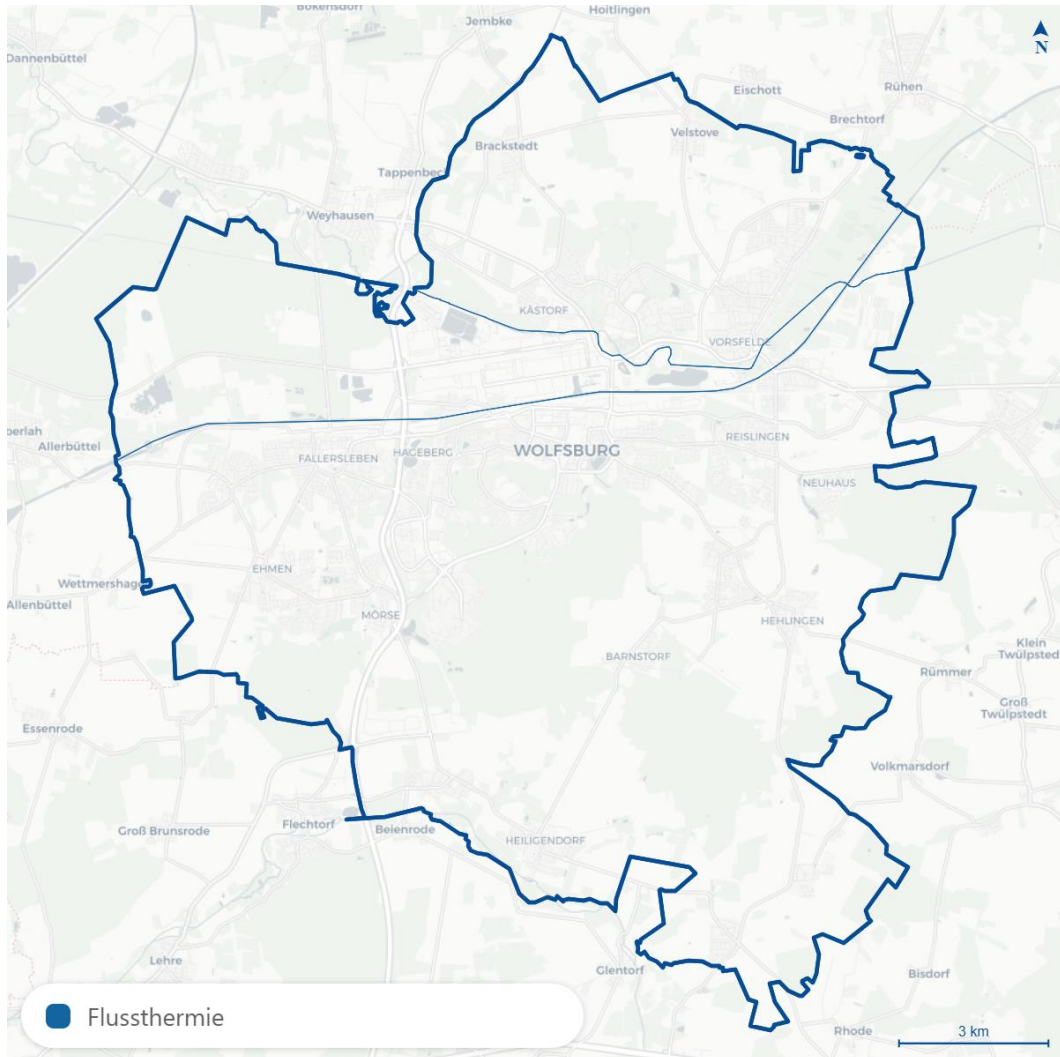 Bokensdorf
Jembke
Hoitlingen
N
Dannenbüttel
Eischott
Rühen
Brechtorf
Velstove
Brackstedt
Tappenbeck
Weyhausen
KÄSTORF
VORSFELDE
Allerbüttel
WOLFSBURG
REISLINGEN
FALLERSLEBEN
HAGEBERG
NEUHAUS
EHMEN
Allenbüttel
MÖRSE
HEHLINGEN
Klein
Twülpstedt
BARNSTORF
Rümmer
Groß
Twülpstedt
Essenrode
Volkmarsdorf
Groß Brunsrode
Flechtorf
Beienrode
HEILIGENDORF
Lehre
Glentorf
Bisdorf
Flussthermie
Rhode
3 km